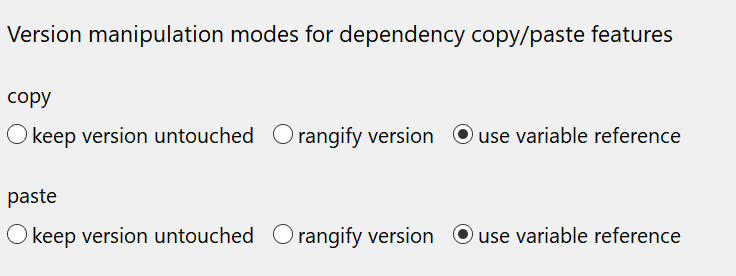 Version manipulation modes for dependency copy/paste features
copy
keep version untouched rangify version use variable reference
paste
keep version untouched rangify version use variable reference